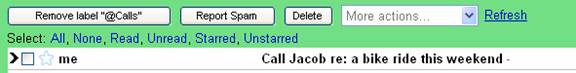 Remove label "@Calls" Report Spam Delete More actions... Refresh
Select: All, None, Read, Unread, Starred, Unstarred
me Call Jacob re: a bike ride this weekend -